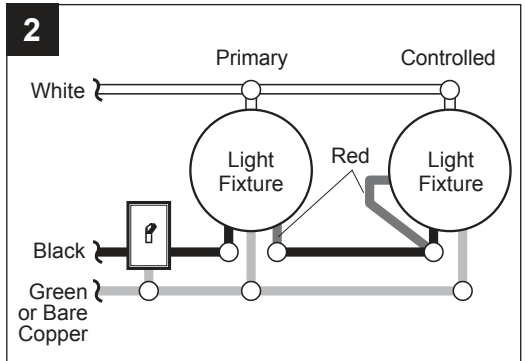 2
Primary
Controlled
White
Light
Fixture
Red
Light
Fixture
Black
Green
or Bare
Copper